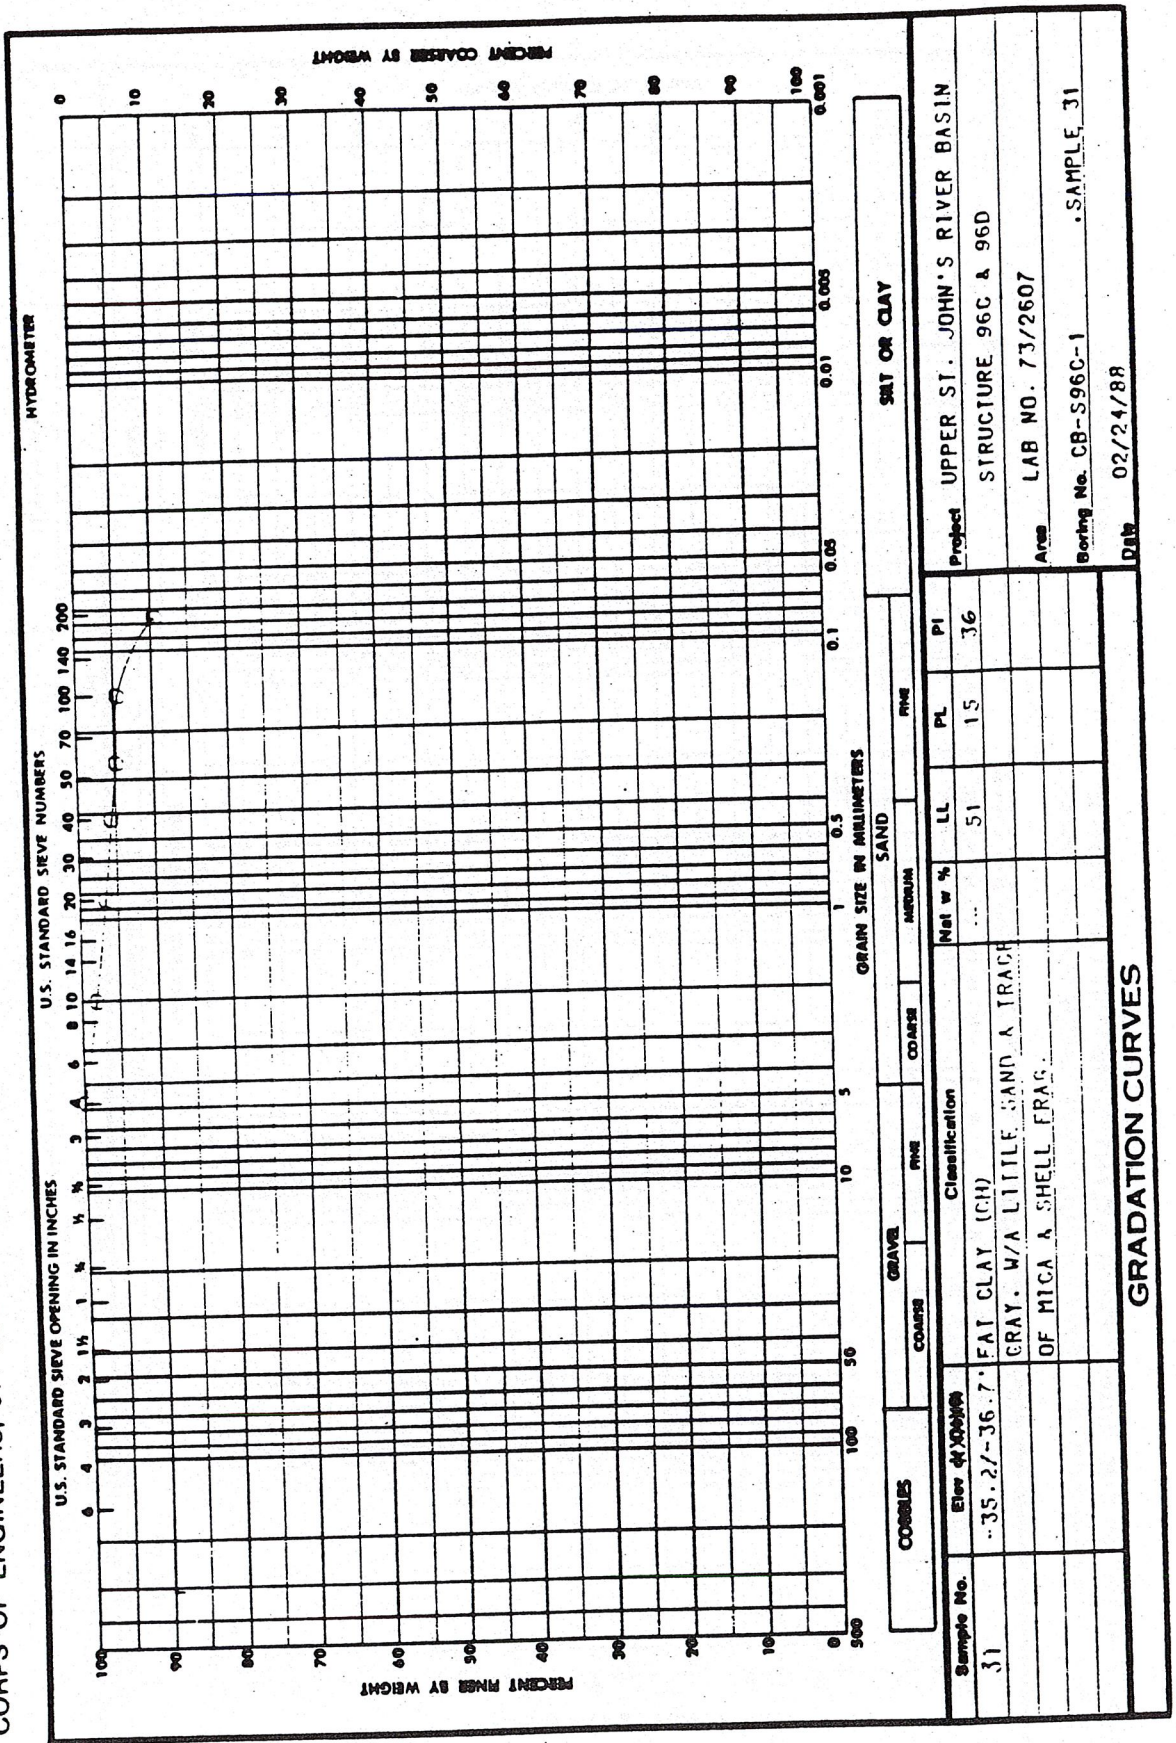 CORPS OF ENGINEERS
U.S. STANDARD SIEVE OPENING IN INCHES
U.S. STANDARD SIEVE NUMBERS
HYDROMETER
6 4 3 2 1½ 1 ¾ ½ ⅜ 3 4 6 8 10 14 16 20 30 40 50 70 100 140 200
PERCENT FINER BY WEIGHT
100
90
80
70
60
50
40
30
20
10
0
PERCENT COARSER BY WEIGHT
0
10
20
30
40
50
60
70
80
90
100
500 100 50 10 5 1 0.5 0.1 0.05 0.01 0.005 0.001
GRAIN SIZE IN MILLIMETERS
COBBLES
GRAVEL
SAND
SILT OR CLAY
COARSE FINE COARSE MEDIUM FINE
Sample No. Elev Classification Nat w % LL PL PI
31 -35.2/-36.7' FAT CLAY (CH) --- 51 15 36
GRAY, W/A LITTLE SAND & TRACE
OF MICA & SHELL FRAG.
Project UPPER ST. JOHN'S RIVER BASIN
STRUCTURE 96C & 96D
Area LAB NO. 73/2607
Boring No. CB-S96C-1 .SAMPLE 31
Date 02/24/88
GRADATION CURVES